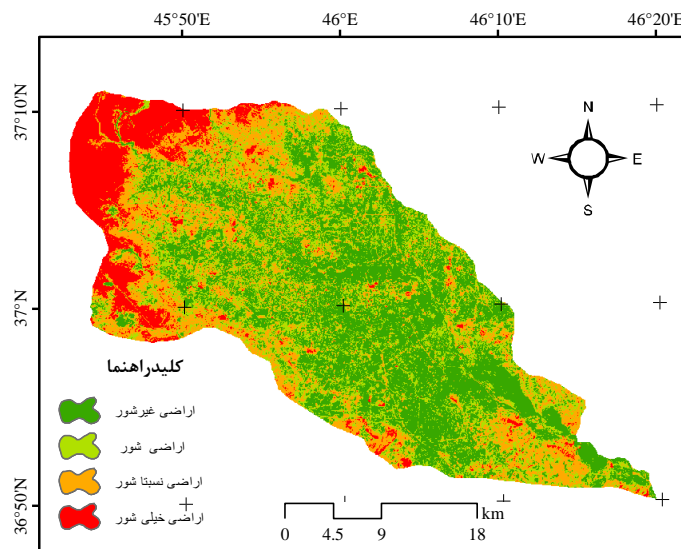 45°50'E 46°0'E 46°10'E 46°20'E
37°10'N
37°N
36°50'N
N
W E
S
کلیدراهنما
اراضی غیرشور
اراضی شور
اراضی نسبتا شور
اراضی خیلی شور
km
0 4.5 9 18